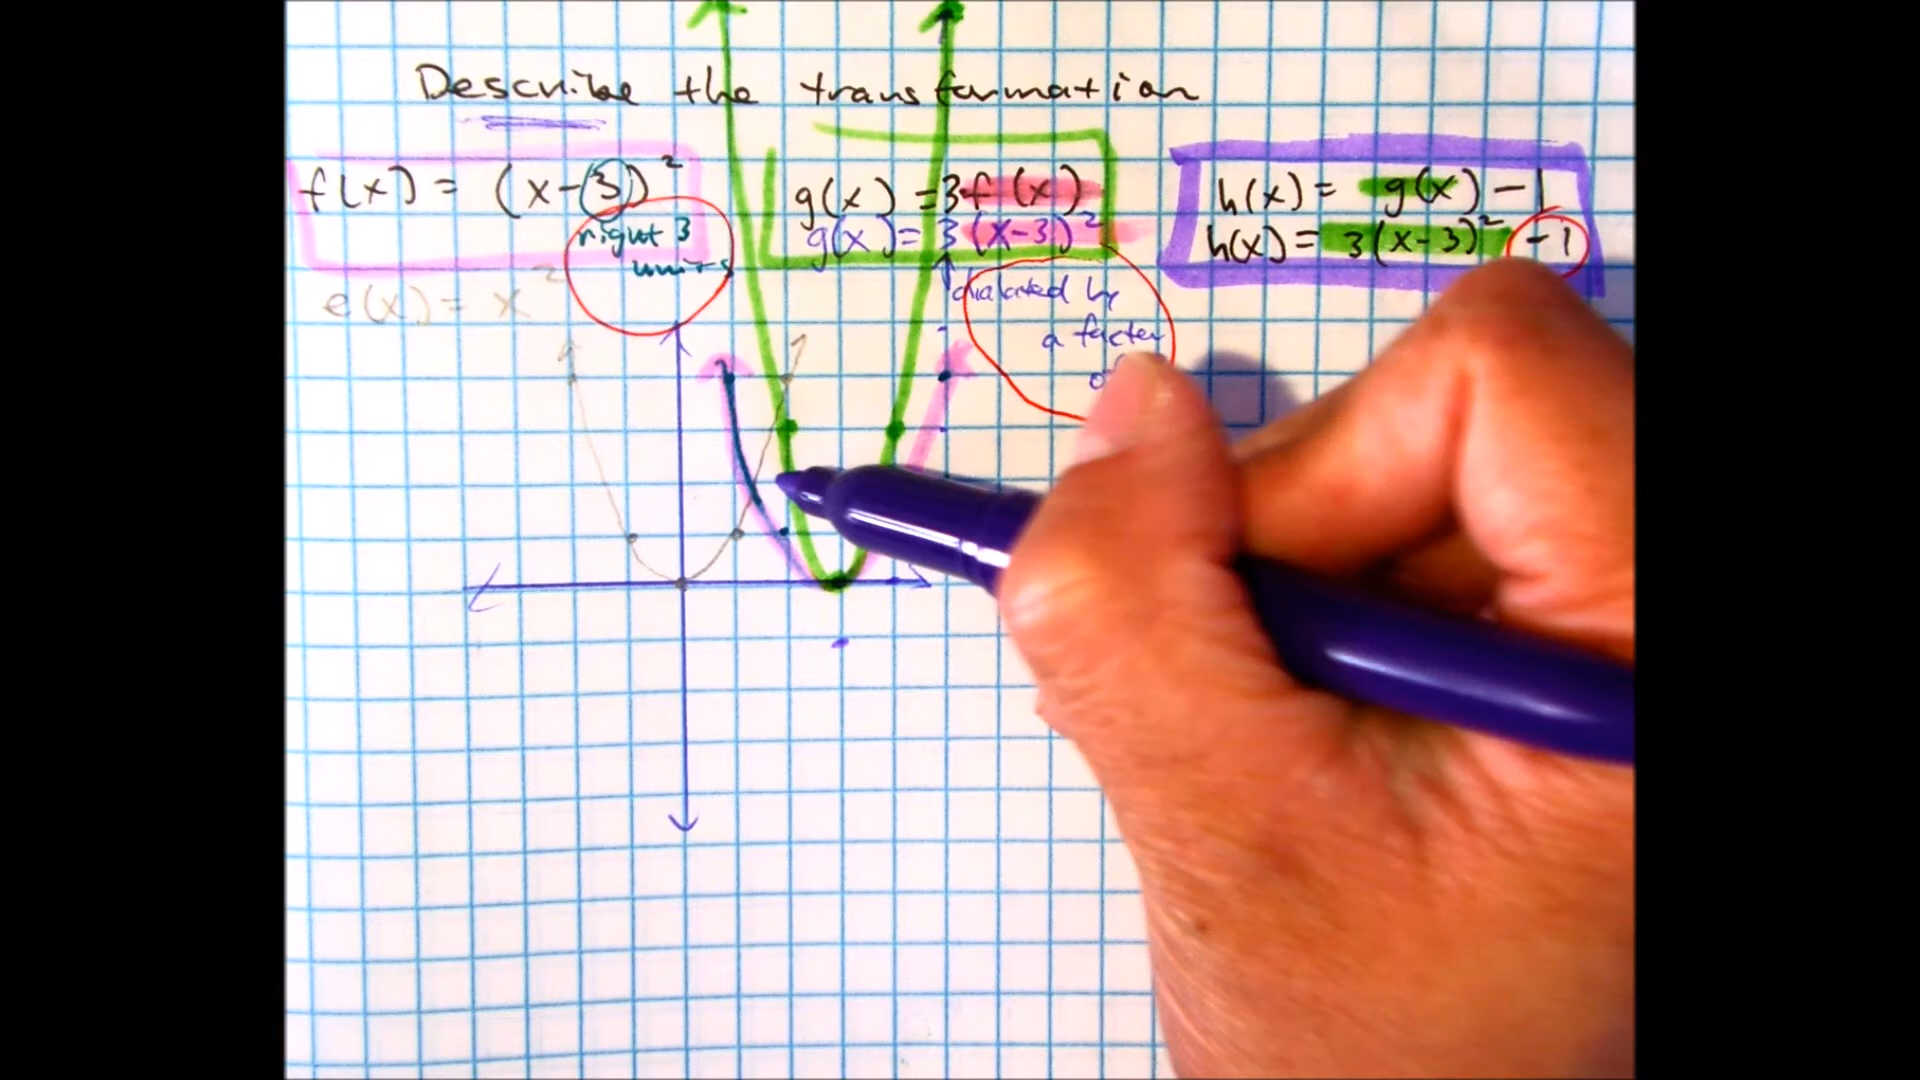 Describe the transformation
f(x) = (x-3)²
right 3
units
e(x) = x²
g(x) = 3f(x)
g(x) = 3(x-3)²
dialated by
a factor
h(x) = g(x) - 1
h(x) = 3(x-3)² - 1